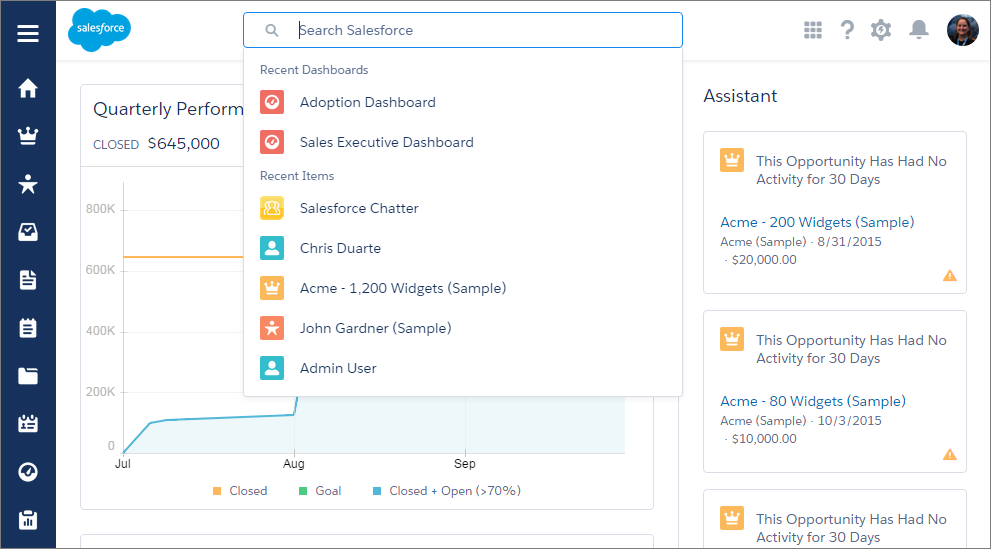 salesforce
Search Salesforce
Recent Dashboards
Adoption Dashboard
Sales Executive Dashboard
Recent Items
Salesforce Chatter
Chris Duarte
Acme - 1,200 Widgets (Sample)
John Gardner (Sample)
Admin User
Quarterly Perform
CLOSED $645,000
800K
600K
400K
200K
0
Jul Aug Sep
Closed Goal Closed + Open (>70%)
Assistant
This Opportunity Has Had No
Activity for 30 Days
Acme - 200 Widgets (Sample)
Acme (Sample) · 8/31/2015
· $20,000.00
This Opportunity Has Had No
Activity for 30 Days
Acme - 80 Widgets (Sample)
Acme (Sample) · 10/3/2015
· $10,000.00
This Opportunity Has Had No
Activity for 30 Days